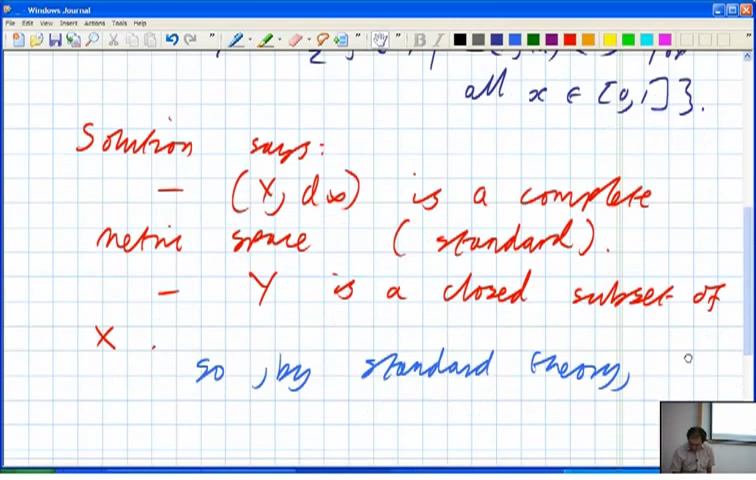 Windows Journal
File Edit View Insert Actions Tools Help
all x ∈ [0,1]}.
Solution says:
— (X, d∞) is a complete
metric space (standard).
— Y is a closed subset of
X.
so, by standard theory,